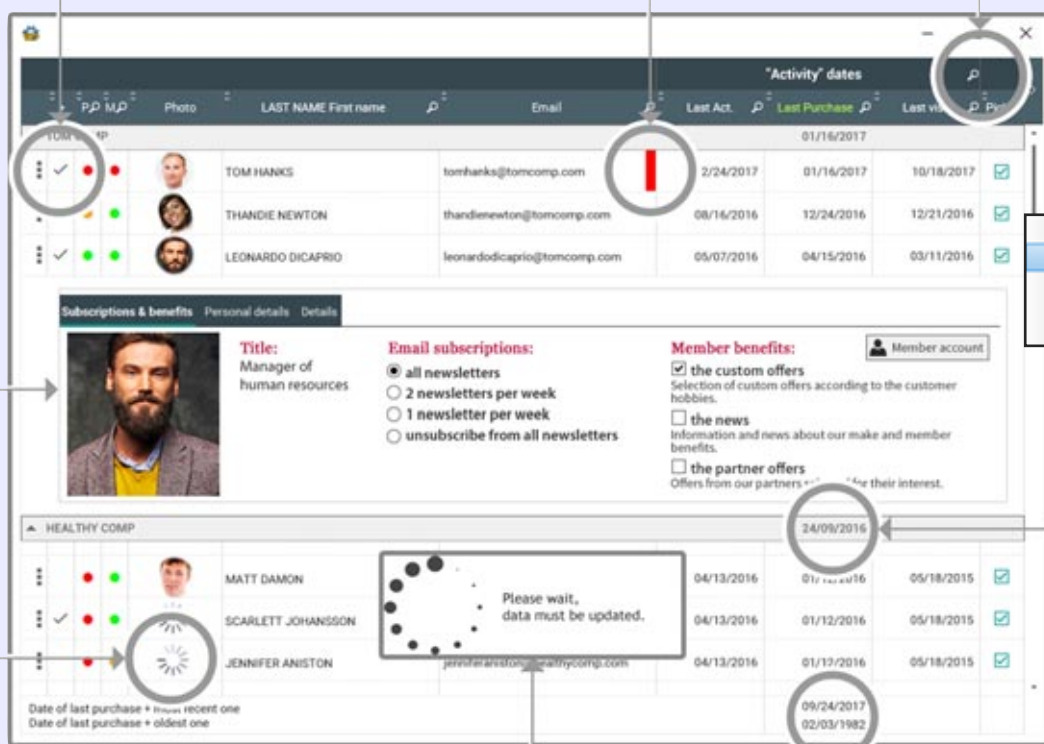 "Activity" dates
P. M. Photo LAST NAME First name Email Last Act. Last Purchase
01/16/2017
TOM HANKS tomhanks@tomcomp.com 2/24/2017 01/16/2017 10/18/2017
THANDIE NEWTON thandienewton@tomcomp.com 08/16/2016 12/24/2016 12/21/2016
LEONARDO DICAPRIO leonardodicaprio@tomcomp.com 05/07/2016 04/15/2016 03/11/2016
Subscriptions & benefits Personal details Details
Title:
Manager of
human resources
Email subscriptions:
all newsletters
2 newsletters per week
1 newsletter per week
unsubscribe from all newsletters
Member benefits:
Member account
the custom offers
Selection of custom offers according to the customer
hobbies.
the news
Information and news about our make and member
benefits.
the partner offers
Offers from our partners for their interest.
HEALTHY COMP 24/09/2016
MATT DAMON 04/13/2016 05/18/2015
Please wait,
data must be updated.
SCARLETT JOHANSSON 04/13/2016 01/12/2016 05/18/2015
JENNIFER ANISTON 04/13/2016 01/12/2016 05/18/2015
Date of last purchase + recent one 09/24/2017
Date of last purchase + oldest one 02/03/1982